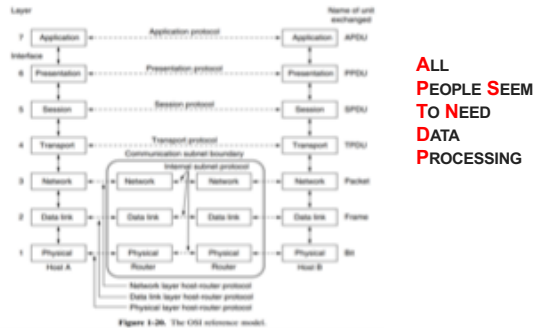 Layer
Name of unit exchanged
7 Application Application protocol Application APDU
Interface
6 Presentation Presentation protocol Presentation PPDU
5 Session Session protocol Session SPDU
4 Transport Transport protocol Transport TPDU
Communication subnet boundary
Internal subnet protocol
3 Network Network Network Network Packet
2 Data link Data link Data link Data link Frame
1 Physical Physical Physical Physical Bit
Host A Router Router Host B
Network layer host-router protocol
Data link layer host-router protocol
Physical layer host-router protocol
Figure 1-20. The OSI reference model.
ALL
PEOPLE SEEM
TO NEED
DATA
PROCESSING